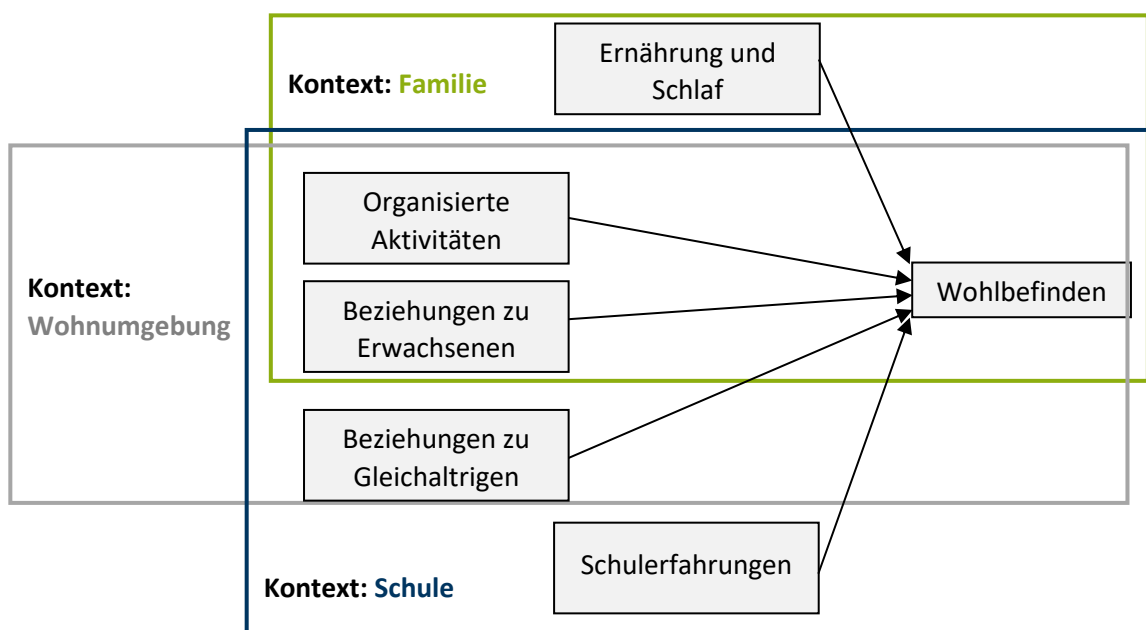 Ernährung und
Schlaf
Kontext: Familie
Organisierte
Aktivitäten
Kontext:
Wohnumgebung
Beziehungen zu
Erwachsenen
Wohlbefinden
Beziehungen zu
Gleichaltrigen
Schulerfahrungen
Kontext: Schule